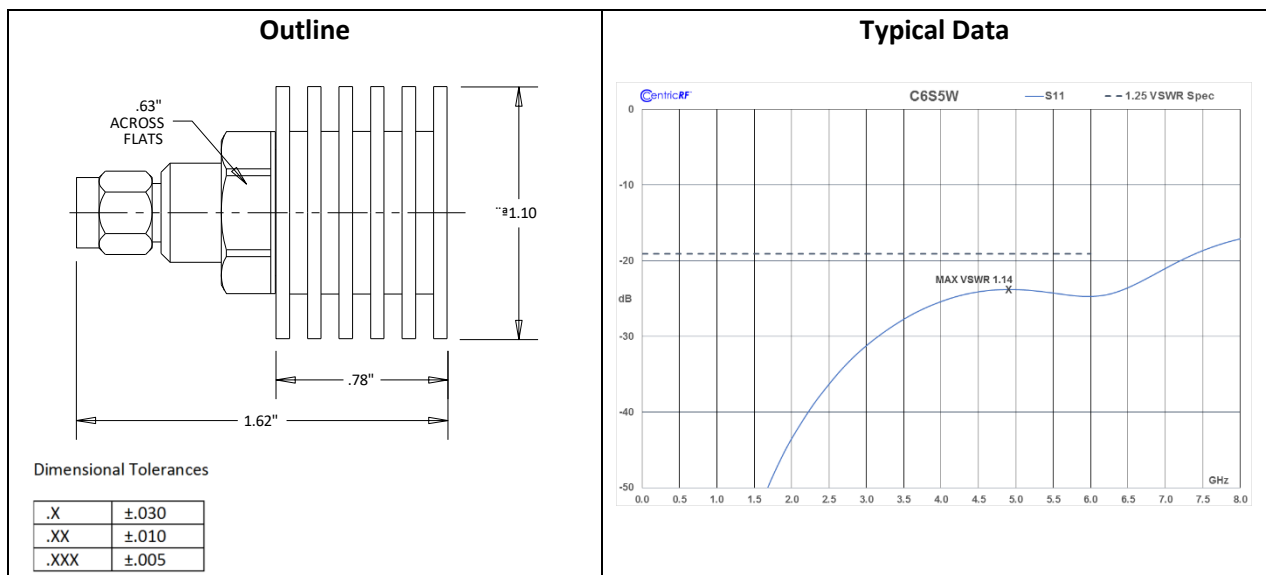 Outline
.63"
ACROSS
FLATS
¨ª1.10
.78"
1.62"
Dimensional Tolerances
.X ±.030
.XX ±.010
.XXX ±.005
Typical Data
CentricRF
C6S5W
S11
1.25 VSWR Spec
0
-10
-20
-30
-40
-50
dB
MAX VSWR 1.14
X
GHz
0.0 0.5 1.0 1.5 2.0 2.5 3.0 3.5 4.0 4.5 5.0 5.5 6.0 6.5 7.0 7.5 8.0